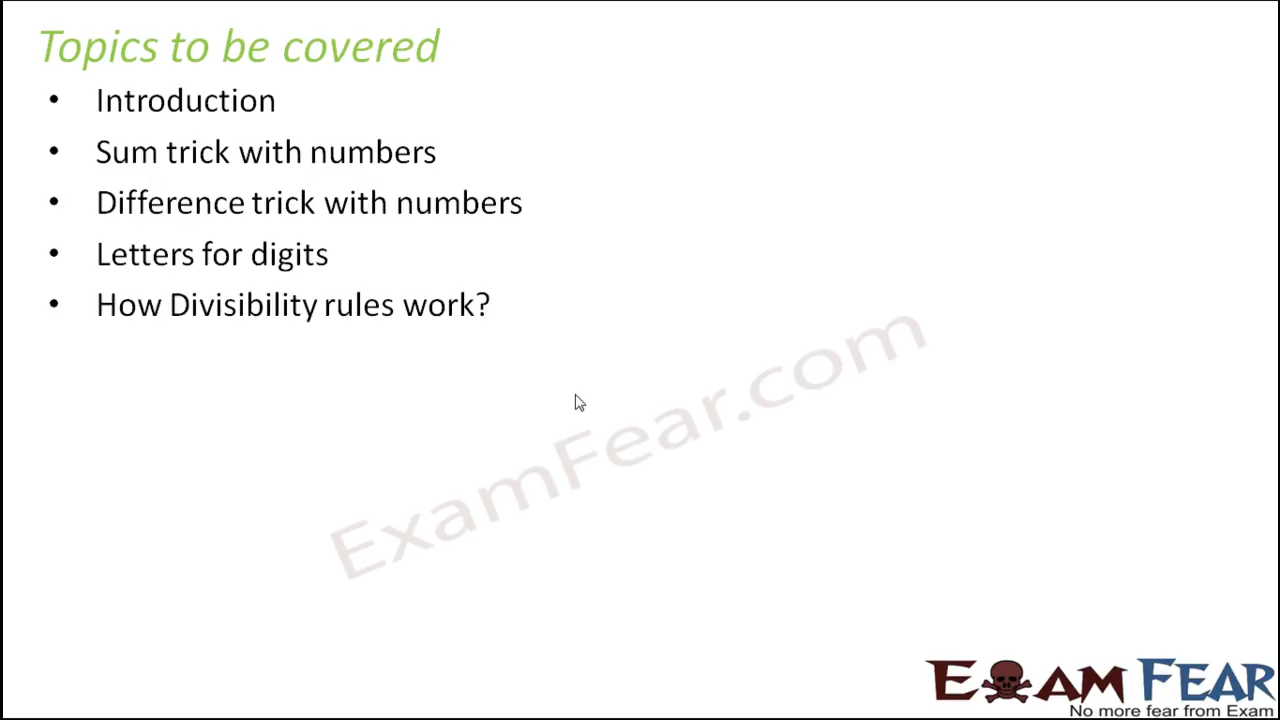 Topics to be covered
• Introduction
• Sum trick with numbers
• Difference trick with numbers
• Letters for digits
• How Divisibility rules work?
ExamFear.com
EXAM FEAR
No more fear from Exam